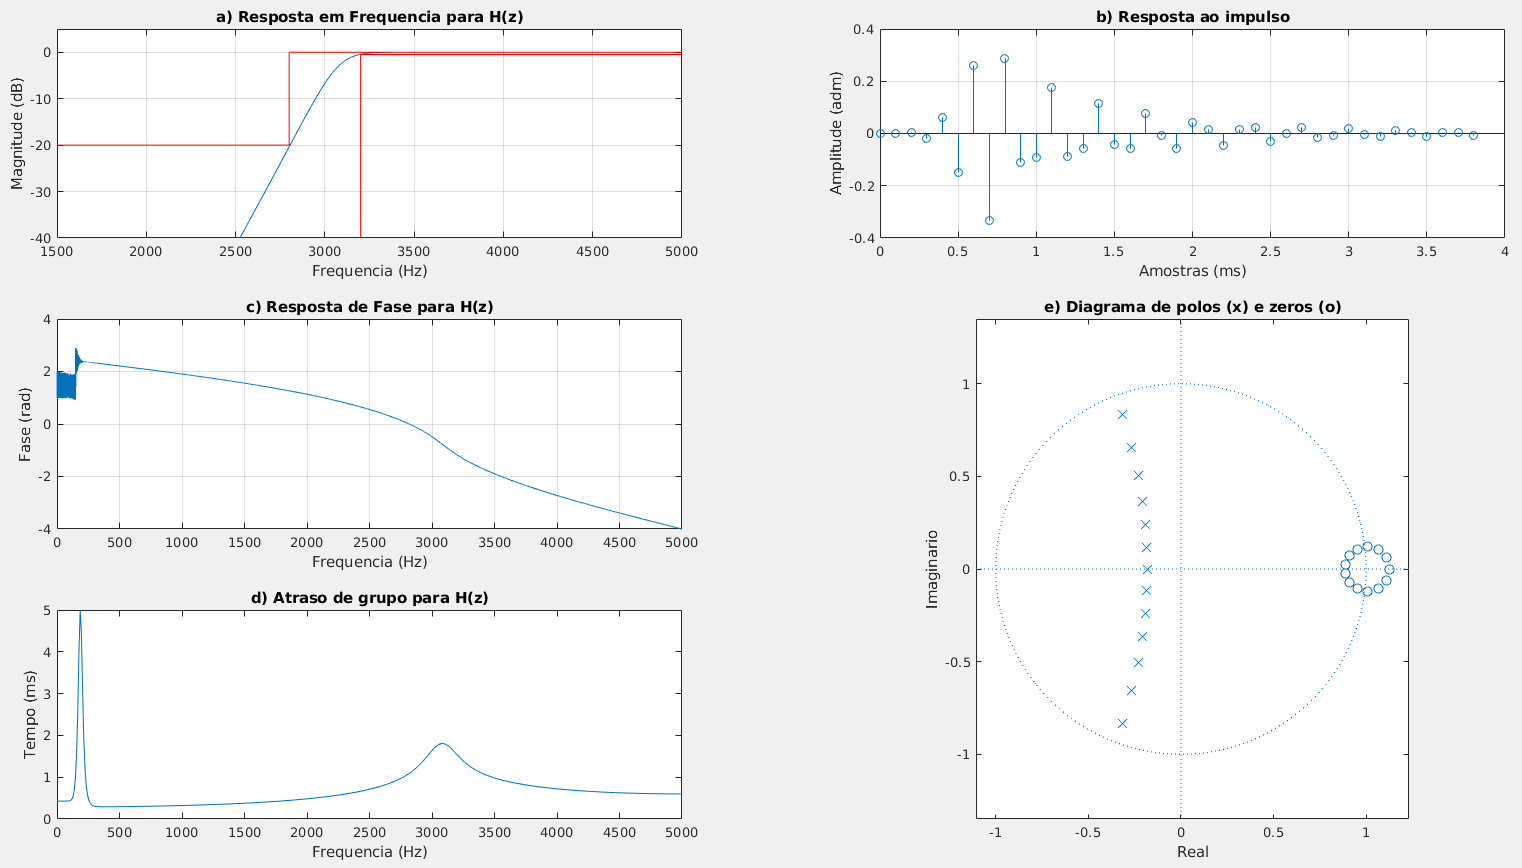 a) Resposta em Frequencia para H(z)
Magnitude (dB)
0
-10
-20
-30
-40
1500 2000 2500 3000 3500 4000 4500 5000
Frequencia (Hz)
b) Resposta ao impulso
Amplitude (adm)
0.4
0.2
0
-0.2
-0.4
0 0.5 1 1.5 2 2.5 3 3.5 4
Amostras (ms)
c) Resposta de Fase para H(z)
Fase (rad)
4
2
0
-2
-4
0 500 1000 1500 2000 2500 3000 3500 4000 4500 5000
Frequencia (Hz)
d) Atraso de grupo para H(z)
Tempo (ms)
5
4
3
2
1
0
0 500 1000 1500 2000 2500 3000 3500 4000 4500 5000
Frequencia (Hz)
e) Diagrama de polos (x) e zeros (o)
Imaginario
1
0.5
0
-0.5
-1
-1 -0.5 0 0.5 1
Real